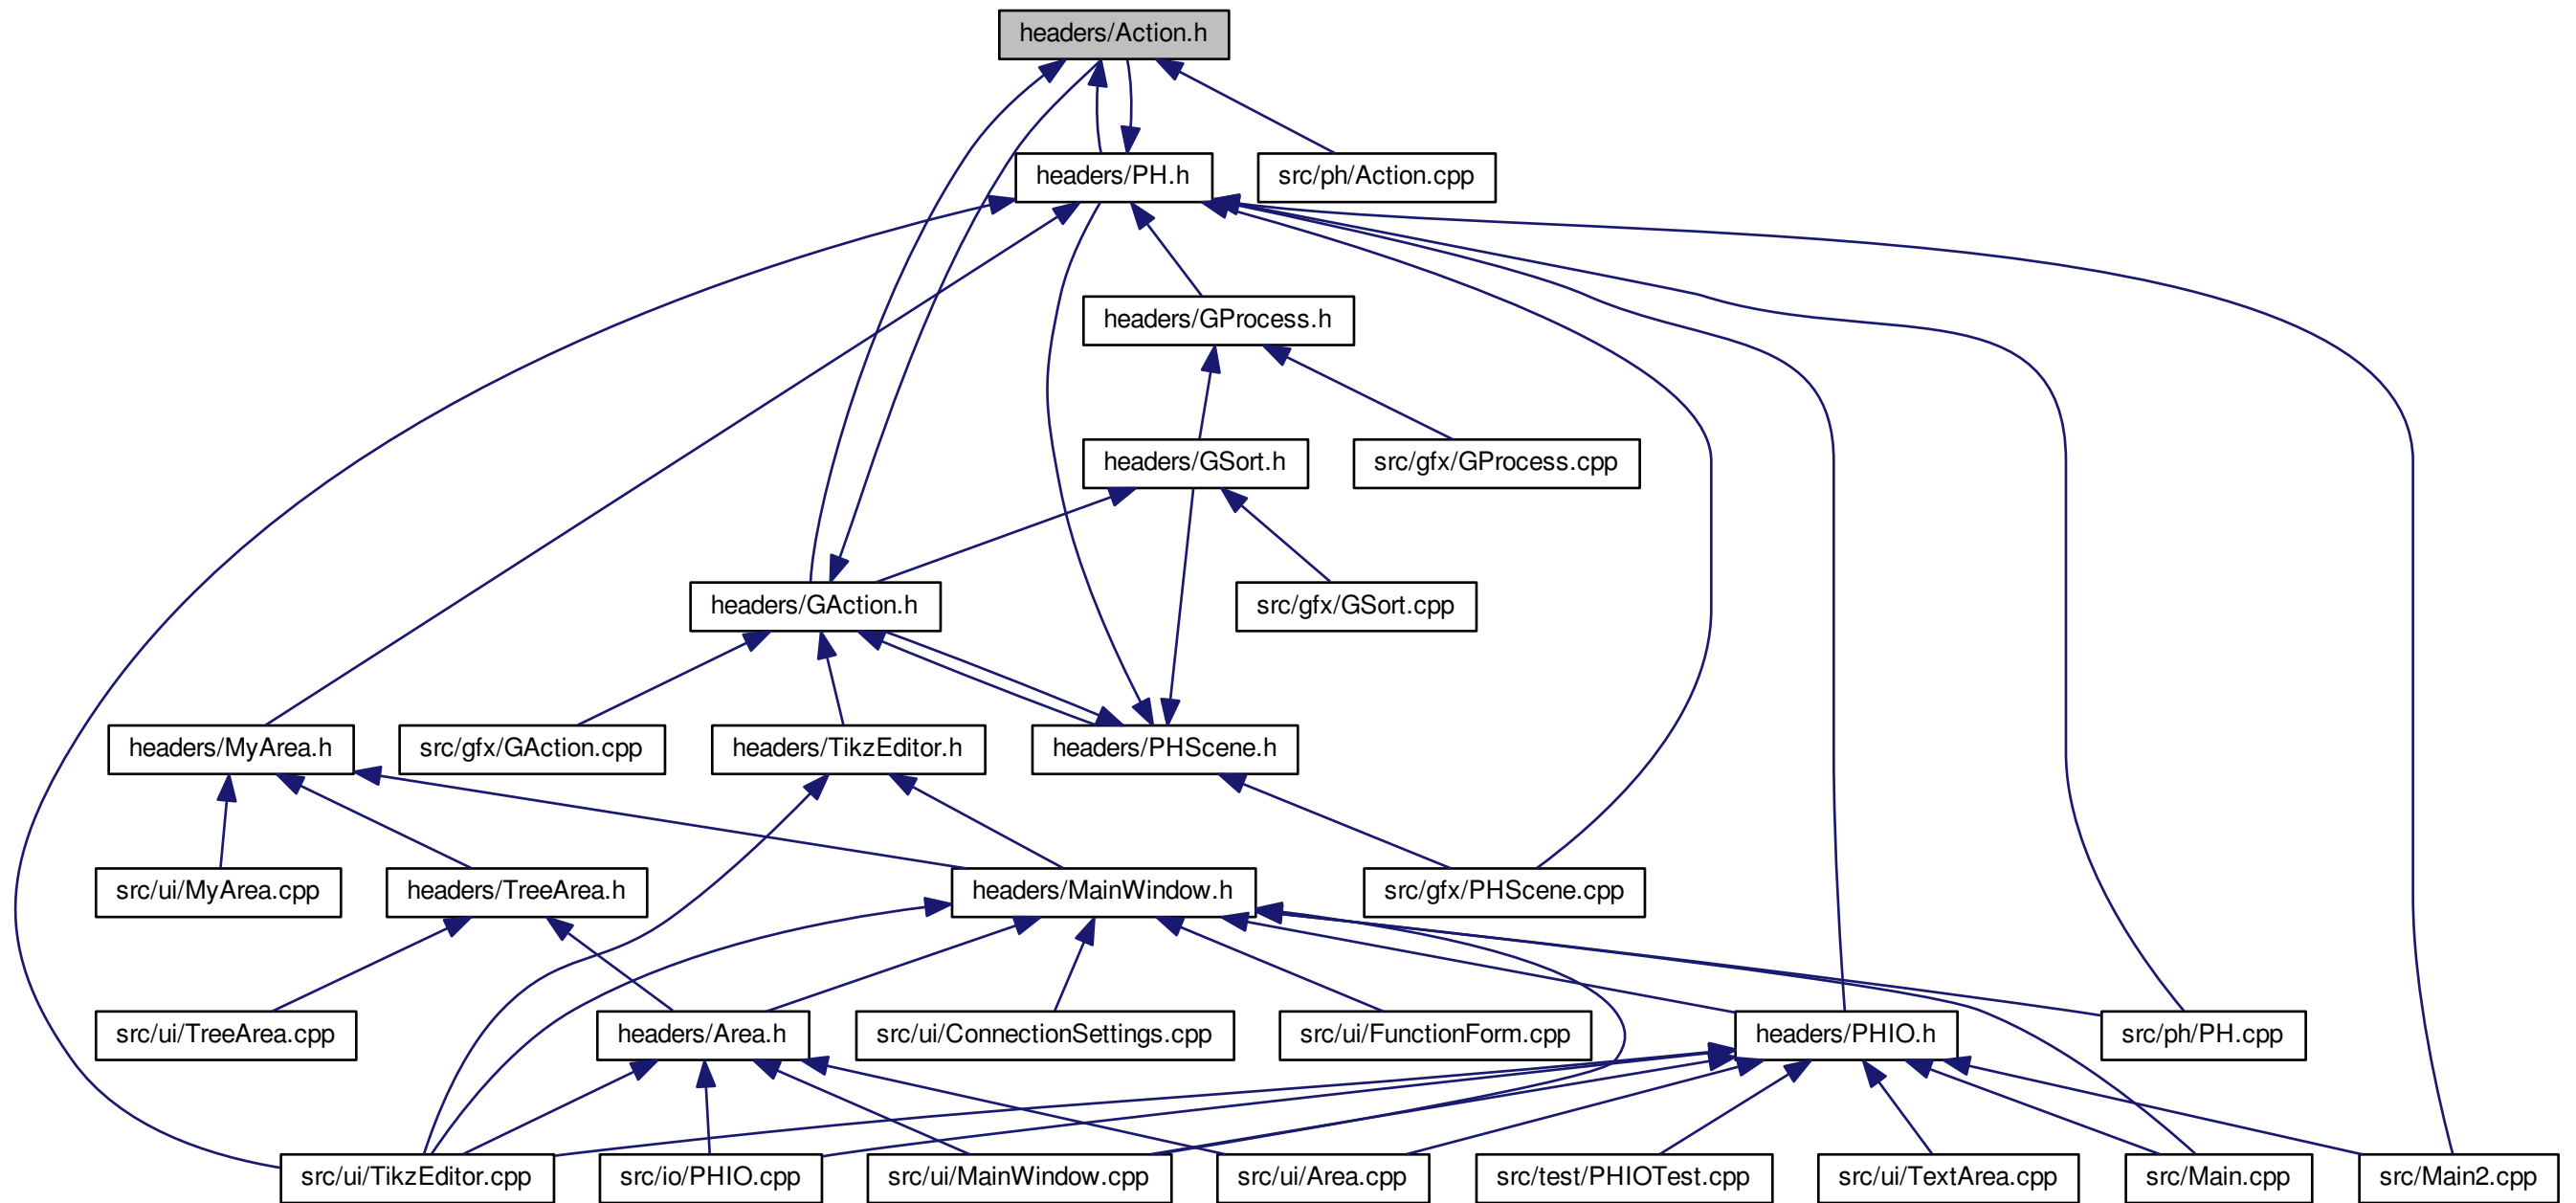 headers/Action.h
headers/PH.h
src/ph/Action.cpp
headers/GProcess.h
headers/GSort.h
src/gfx/GProcess.cpp
headers/GAction.h
src/gfx/GSort.cpp
headers/MyArea.h
src/gfx/GAction.cpp
headers/TikzEditor.h
headers/PHScene.h
src/ui/MyArea.cpp
headers/TreeArea.h
headers/MainWindow.h
src/gfx/PHScene.cpp
src/ui/TreeArea.cpp
headers/Area.h
src/ui/ConnectionSettings.cpp
src/ui/FunctionForm.cpp
headers/PHIO.h
src/ph/PH.cpp
src/ui/TikzEditor.cpp
src/io/PHIO.cpp
src/ui/MainWindow.cpp
src/ui/Area.cpp
src/test/PHIOTest.cpp
src/ui/TextArea.cpp
src/Main.cpp
src/Main2.cpp